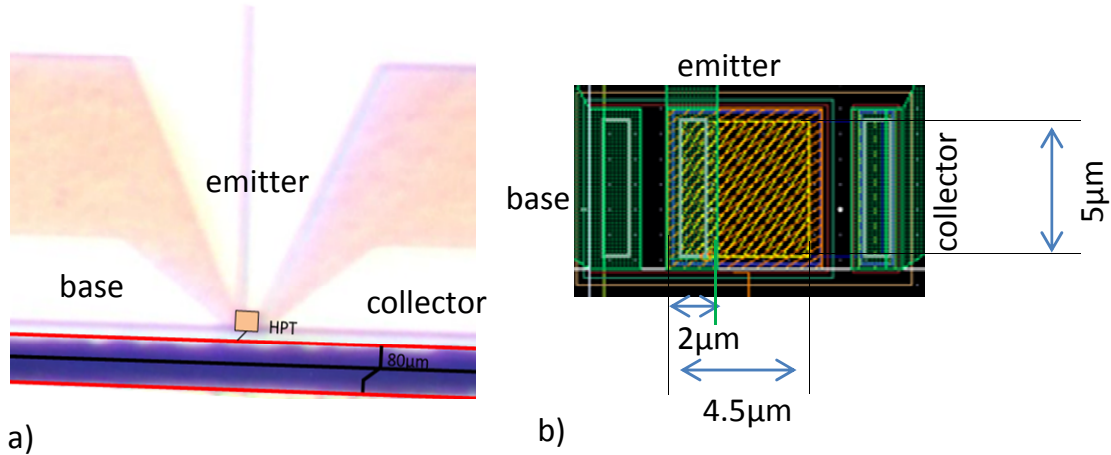 emitter
base
collector
HPT
80μm
a)
emitter
base
collector
5μm
2μm
4.5μm
b)